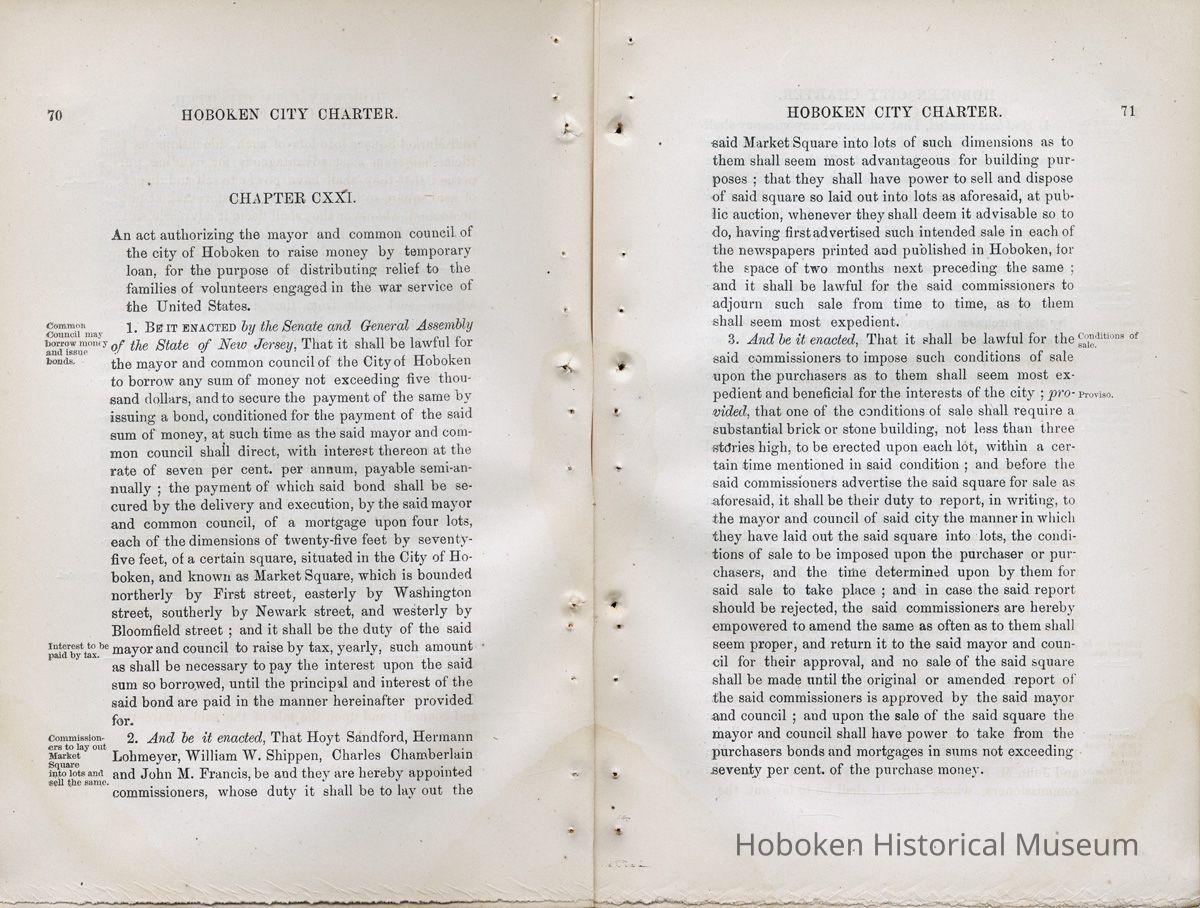 70
HOBOKEN CITY CHARTER.
CHAPTER CXXI.
An act authorizing the mayor and common council of
the city of Hoboken to raise money by temporary
loan, for the purpose of distributing relief to the
families of volunteers engaged in the war service of
the United States.
Common
Council may
borrow money
and issue
bonds.
1. BE IT ENACTED by the Senate and General Assembly
of the State of New Jersey, That it shall be lawful for
the mayor and common council of the City of Hoboken
to borrow any sum of money not exceeding five thou-
sand dollars, and to secure the payment of the same by
issuing a bond, conditioned for the payment of the said
sum of money, at such time as the said mayor and com-
mon council shall direct, with interest thereon at the
rate of seven per cent. per annum, payable semi-an-
nually ; the payment of which said bond shall be se-
cured by the delivery and execution, by the said mayor
and common council, of a mortgage upon four lots,
each of the dimensions of twenty-five feet by seventy-
five feet, of a certain square, situated in the City of Ho-
boken, and known as Market Square, which is bounded
northerly by First street, easterly by Washington
street, southerly by Newark street, and westerly by
Bloomfield street ; and it shall be the duty of the said
Interest to be
paid by tax.
mayor and council to raise by tax, yearly, such amount
as shall be necessary to pay the interest upon the said
sum so borrowed, until the principal and interest of the
said bond are paid in the manner hereinafter provided
for.
Commission-
ers to lay out
Market
Square
into lots and
sell the same.
2. And be it enacted, That Hoyt Sandford, Hermann
Lohmeyer, William W. Shippen, Charles Chamberlain
and John M. Francis, be and they are hereby appointed
commissioners, whose duty it shall be to lay out the
HOBOKEN CITY CHARTER.
71
said Market Square into lots of such dimensions as to
them shall seem most advantageous for building pur-
poses ; that they shall have power to sell and dispose
of said square so laid out into lots as aforesaid, at pub-
lic auction, whenever they shall deem it advisable so to
do, having first advertised such intended sale in each of
the newspapers printed and published in Hoboken, for
the space of two months next preceding the same ;
and it shall be lawful for the said commissioners to
adjourn such sale from time to time, as to them
shall seem most expedient.
3. And be it enacted, That it shall be lawful for the
Conditions of
sale.
said commissioners to impose such conditions of sale
upon the purchasers as to them shall seem most ex-
pedient and beneficial for the interests of the city ; pro-
Proviso.
vided, that one of the conditions of sale shall require a
substantial brick or stone building, not less than three
stories high, to be erected upon each lot, within a cer-
tain time mentioned in said condition ; and before the
said commissioners advertise the said square for sale as
aforesaid, it shall be their duty to report, in writing, to
the mayor and council of said city the manner in which
they have laid out the said square into lots, the condi-
tions of sale to be imposed upon the purchaser or pur-
chasers, and the time determined upon by them for
said sale to take place ; and in case the said report
should be rejected, the said commissioners are hereby
empowered to amend the same as often as to them shall
seem proper, and return it to the said mayor and coun-
cil for their approval, and no sale of the said square
shall be made until the original or amended report of
the said commissioners is approved by the said mayor
and council ; and upon the sale of the said square the
mayor and council shall have power to take from the
purchasers bonds and mortgages in sums not exceeding
seventy per cent. of the purchase money.
Hoboken Historical Museum